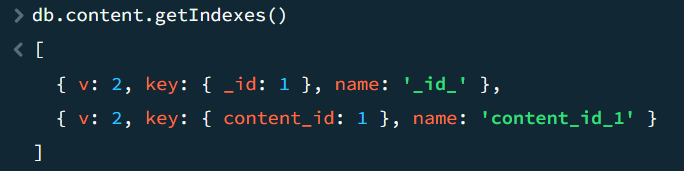 > db.content.getIndexes()
< [
{ v: 2, key: { _id: 1 }, name: '_id_' },
{ v: 2, key: { content_id: 1 }, name: 'content_id_1' }
]